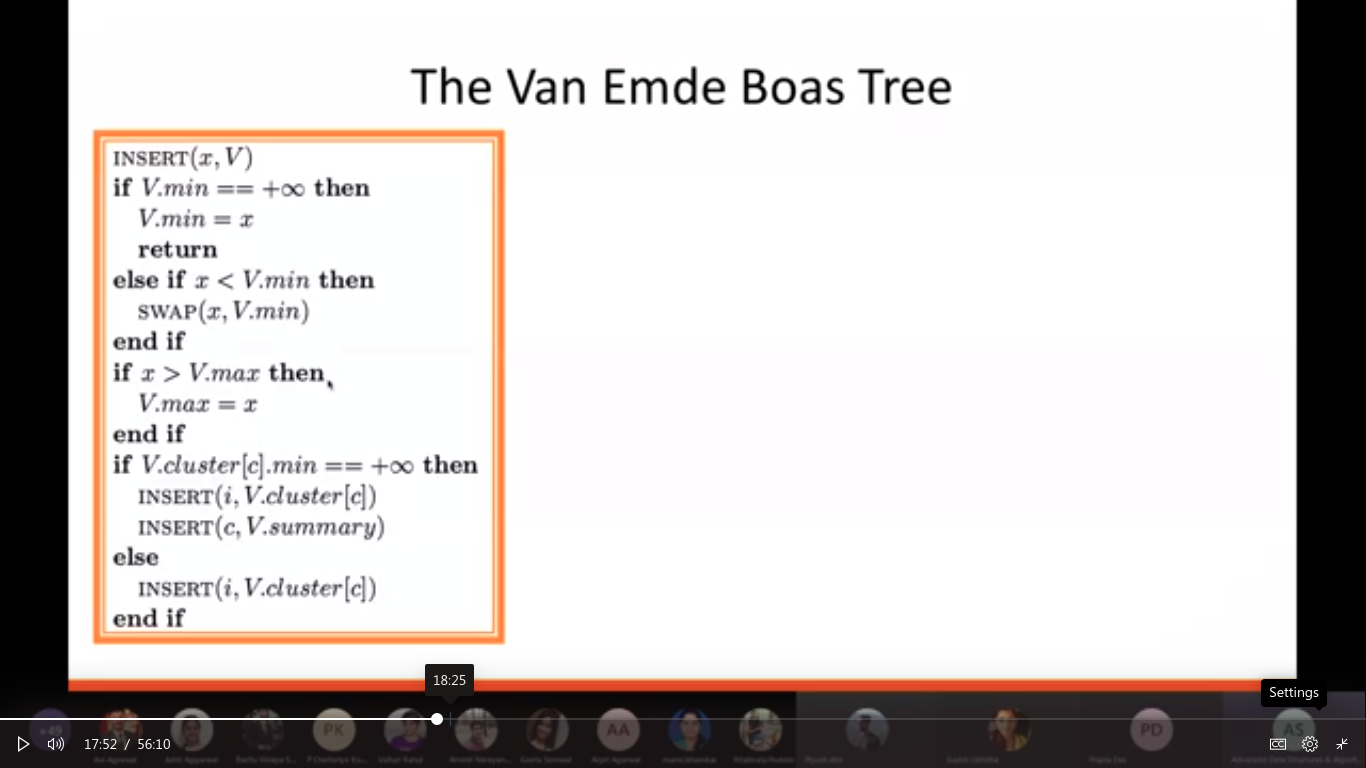 The Van Emde Boas Tree
INSERT(x, V)
if V.min == +∞ then
V.min = x
return
else if x < V.min then
SWAP(x, V.min)
end if
if x > V.max then
V.max = x
end if
if V.cluster[c].min == +∞ then
INSERT(i, V.cluster[c])
INSERT(c, V.summary)
else
INSERT(i, V.cluster[c])
end if
18:25
Settings
+49
PK
AA
PD
AS
17:52 / 56:10
CC